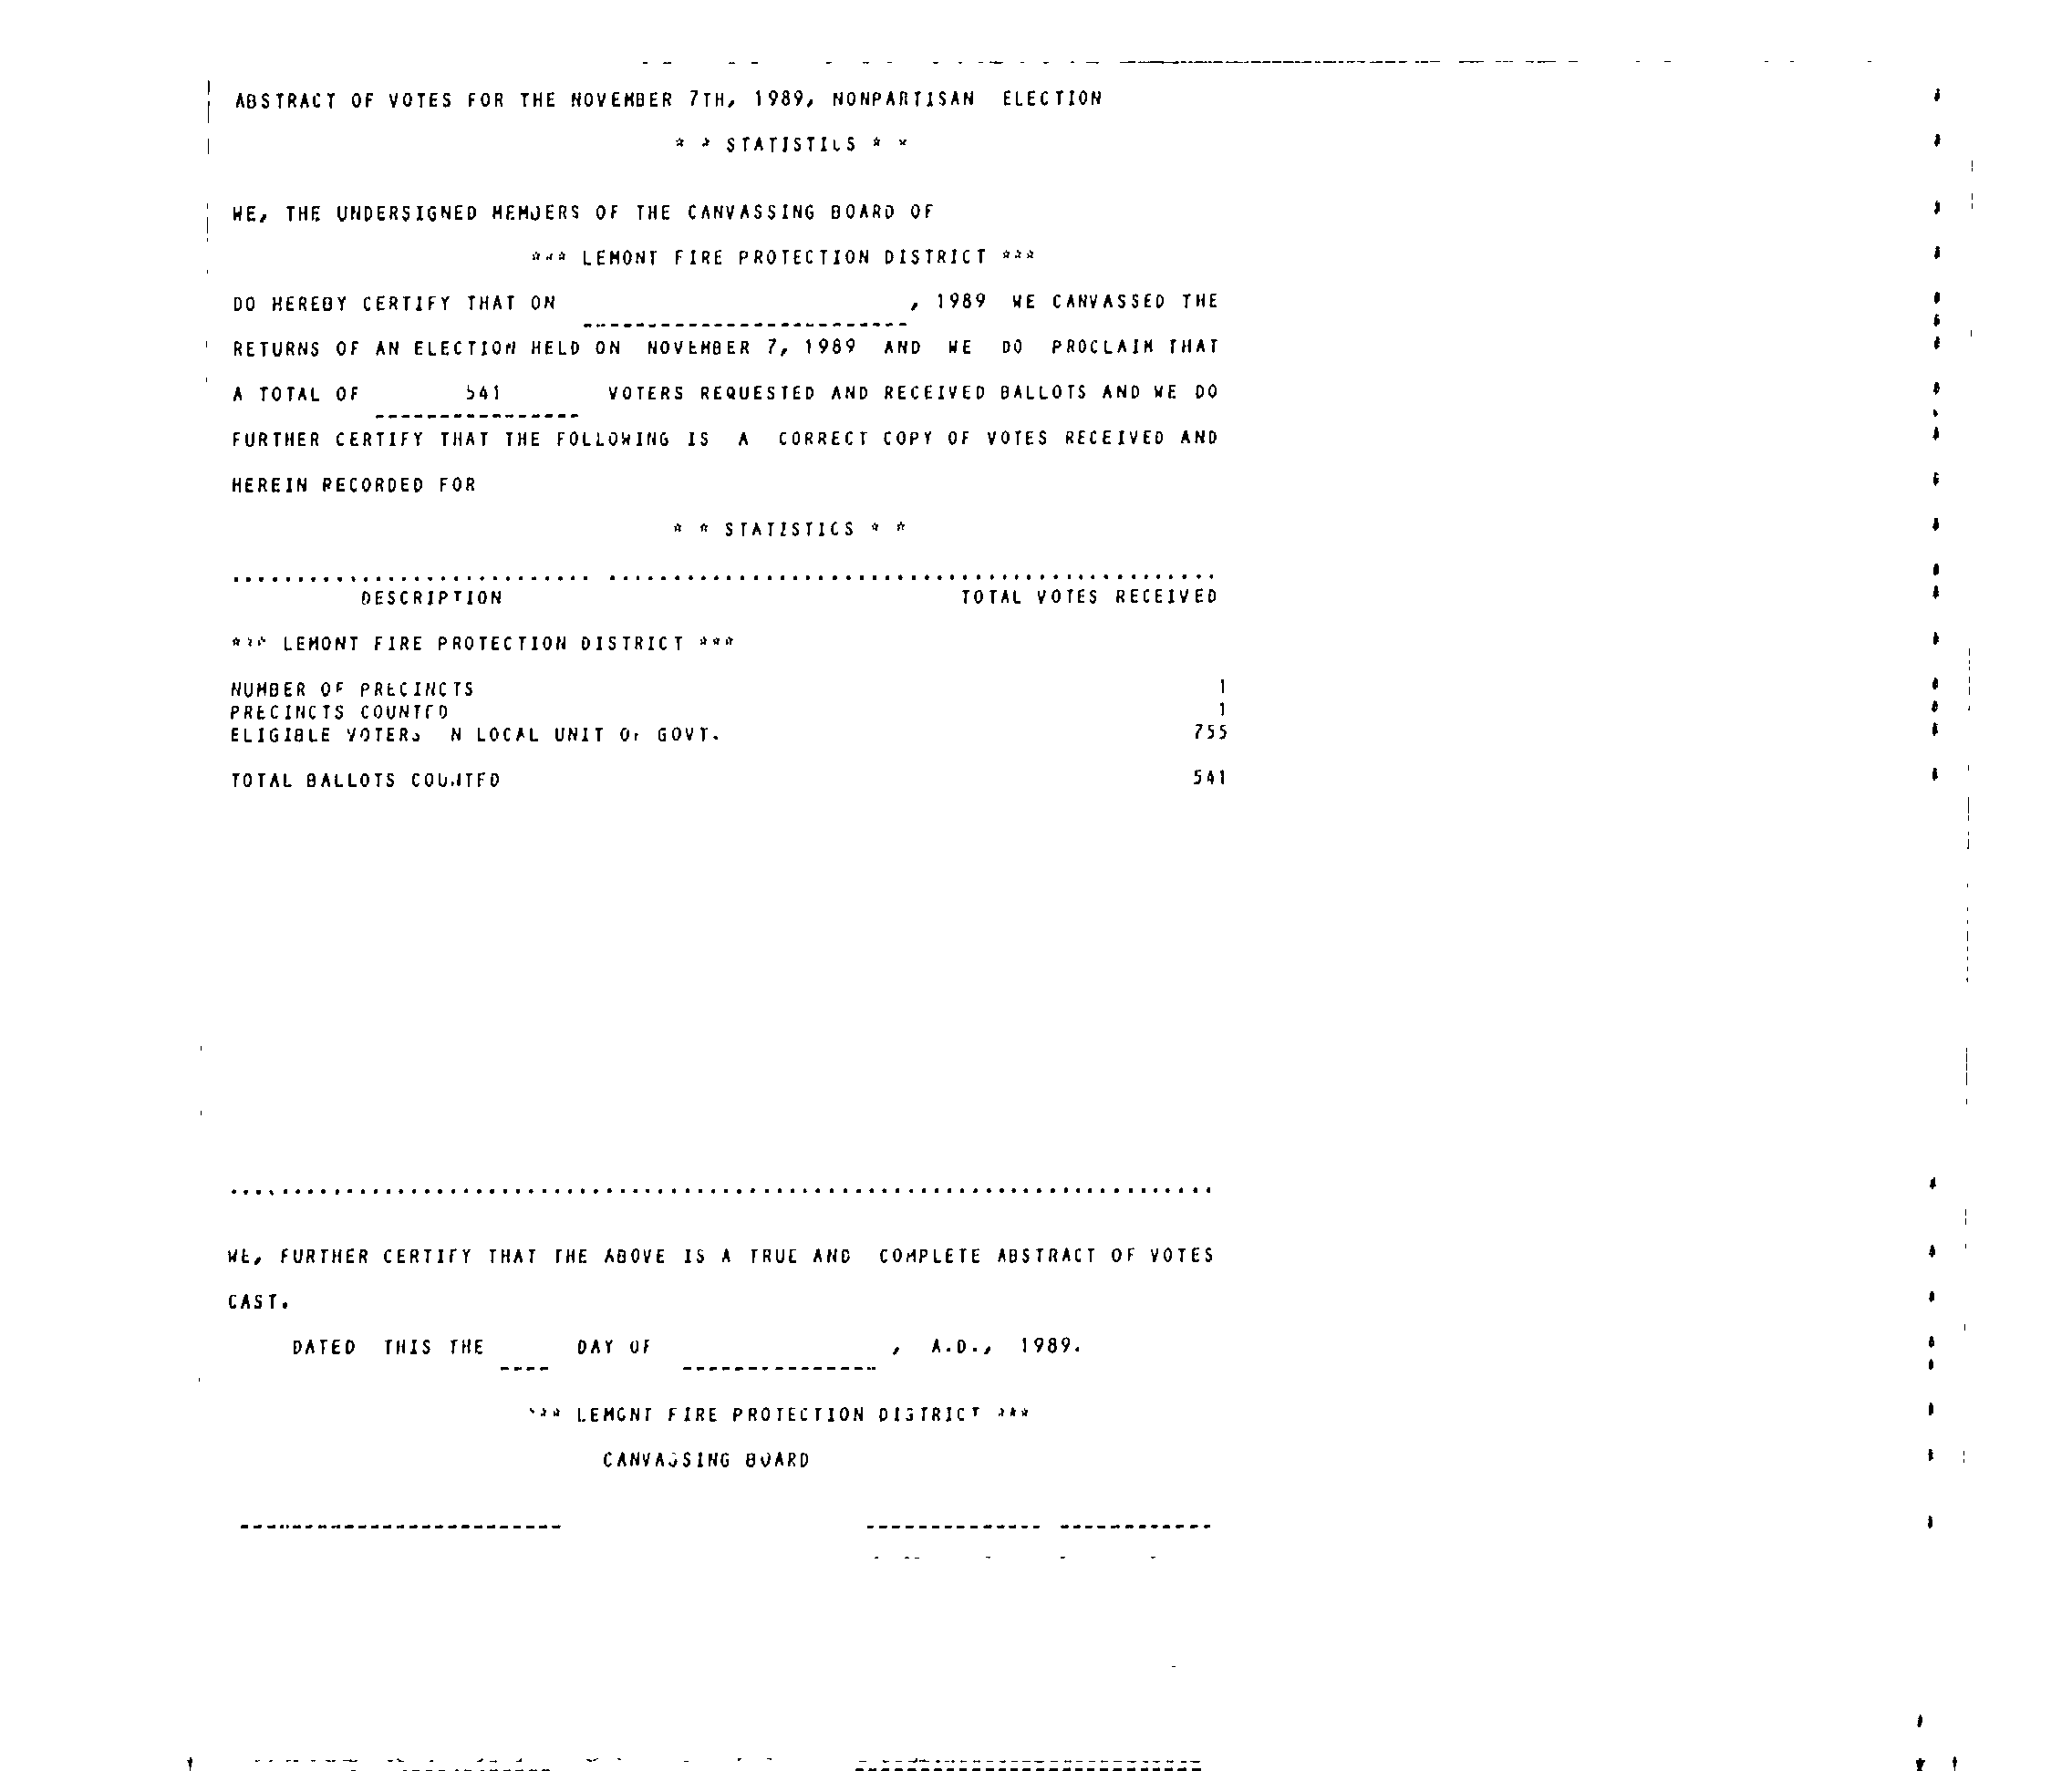 ABSTRACT OF VOTES FOR THE NOVEMBER 7TH, 1989, NONPARTISAN ELECTION
* * STATISTICS * *
WE, THE UNDERSIGNED MEMBERS OF THE CANVASSING BOARD OF
*** LEMONT FIRE PROTECTION DISTRICT ***
DO HEREBY CERTIFY THAT ON , 1989 WE CANVASSED THE
RETURNS OF AN ELECTION HELD ON NOVEMBER 7, 1989 AND WE DO PROCLAIM THAT
A TOTAL OF 541 VOTERS REQUESTED AND RECEIVED BALLOTS AND WE DO
FURTHER CERTIFY THAT THE FOLLOWING IS A CORRECT COPY OF VOTES RECEIVED AND
HEREIN RECORDED FOR
* * STATISTICS * *
DESCRIPTION TOTAL VOTES RECEIVED
*** LEMONT FIRE PROTECTION DISTRICT ***
NUMBER OF PRECINCTS 1
PRECINCTS COUNTED 1
ELIGIBLE VOTERS N LOCAL UNIT OF GOVT. 755
TOTAL BALLOTS COUNTED 541
WE, FURTHER CERTIFY THAT THE ABOVE IS A TRUE AND COMPLETE ABSTRACT OF VOTES
CAST.
DATED THIS THE DAY OF , A.D., 1989.
*** LEMONT FIRE PROTECTION DISTRICT ***
CANVASSING BOARD